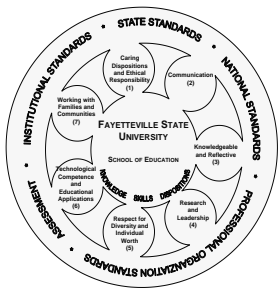 STATE STANDARDS
NATIONAL STANDARDS
PROFESSIONAL ORGANZIATION STANDARDS
ASSESSMENT
INSTITUTIONAL STANDARDS
Caring
Dispositions
and Ethical
Responsibility
(1)
Communication
(2)
Knowledgeable
and Reflective
(3)
Research
and
Leadership
(4)
Respect for
Diversity and
Individual
Worth
(5)
Technological
Competence
and
Educational
Applications
(6)
Working with
Families and
Communities
(7)
FAYETTEVILLE STATE
UNIVERSITY
SCHOOL OF EDUCATION
KNOWLEDGE SKILLS DISPOSITIONS